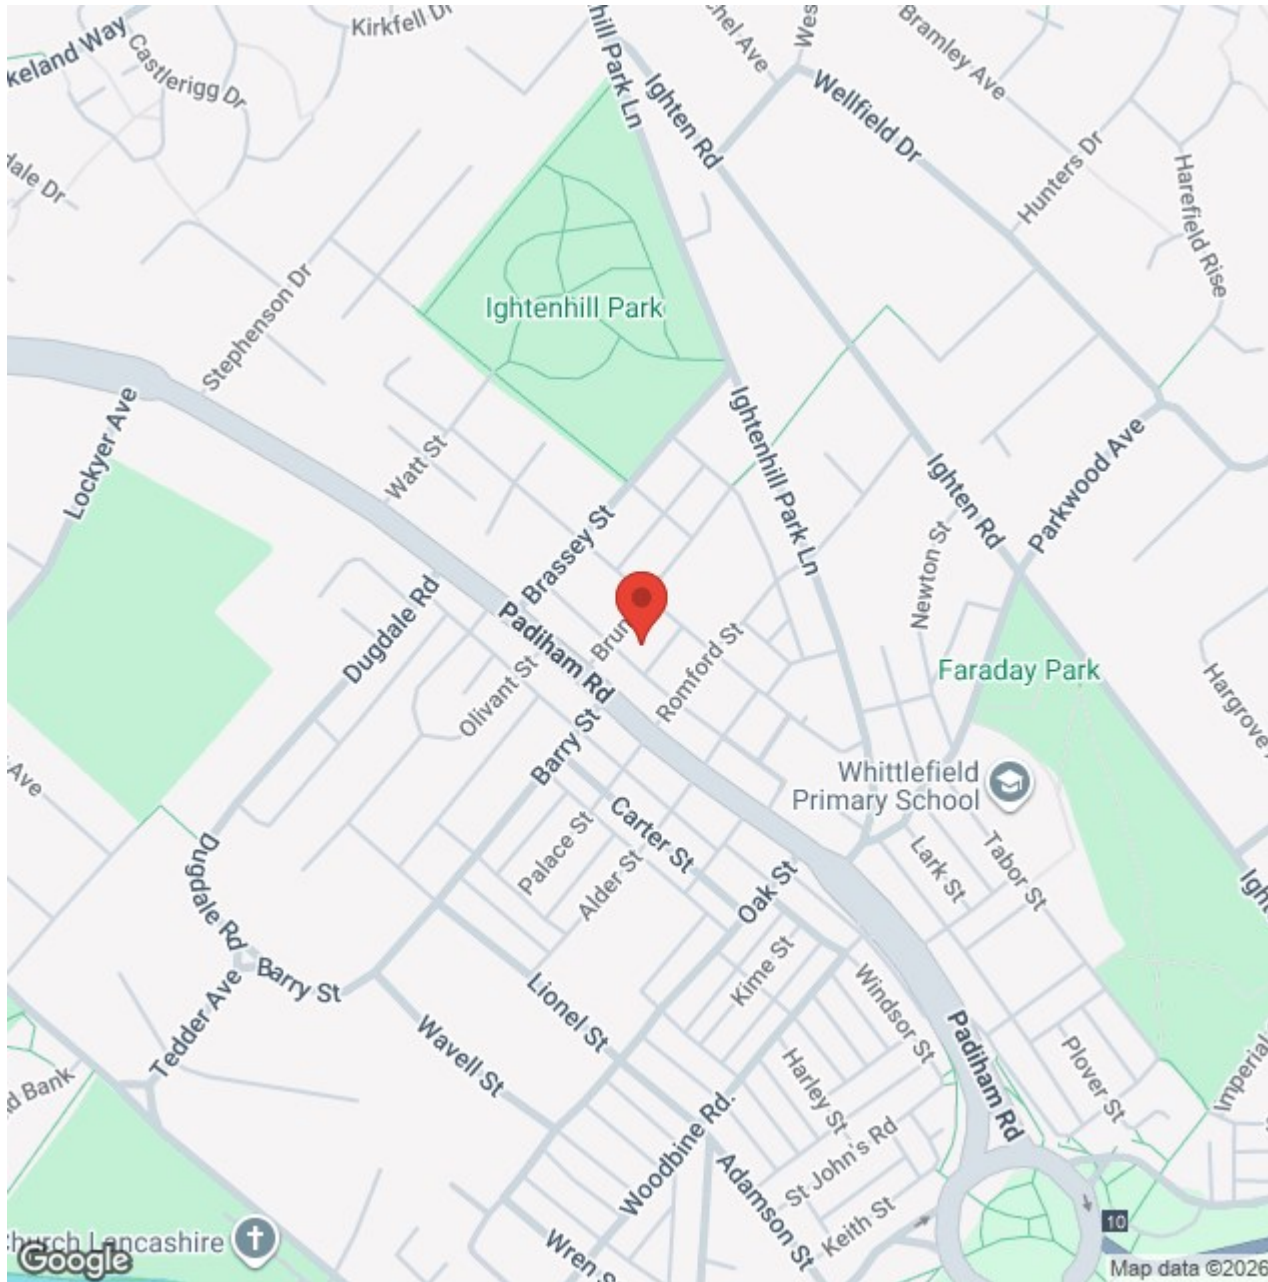 Kirkfell Dr
keland Way
Castlerigg Dr
dale Dr
hill Park Ln
Ighten Rd
chel Ave
Wes
Bramley Ave
Wellfield Dr
Hunters Dr
Harefield Rise
Stephenson Dr
Ightenhill Park
Lockyer Ave
Watt St
Ightenhill Park Ln
Ighten Rd
Parkwood Ave
Brassey St
Newton St
Dugdale Rd
Padiham Rd
Brun
Romford St
Olivant St
Faraday Park
Hargrove
Barry St
Whittlefield
Primary School
Ave
Palace St
Carter St
Alder St
Oak St
Lark St
Tabor St
Dugdale Rd
Barry St
Tedder Ave
Lionel St
Kime St
Windsor St
Wavell St
Padiham Rd
Plover St
Imperial
d Bank
Harley St
Woodbine Rd.
St John's Rd
Adamson St
Keith St
Wren S
10
Church Lancashire
Google
Map data ©2026